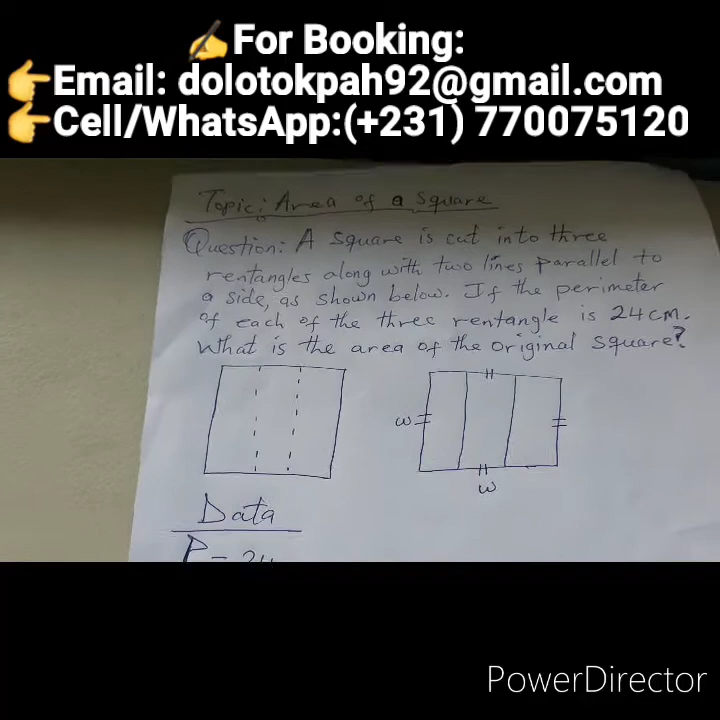 ✍️For Booking:
👉Email: dolotokpah92@gmail.com
👉Cell/WhatsApp:(+231) 770075120
Topic: Area of a square
Question: A square is cut into three
rentangles along with two lines parallel to
a side, as shown below. If the perimeter
of each of the three rentangle is 24cm.
What is the area of the original square?
w
w
Data
P = 24
PowerDirector